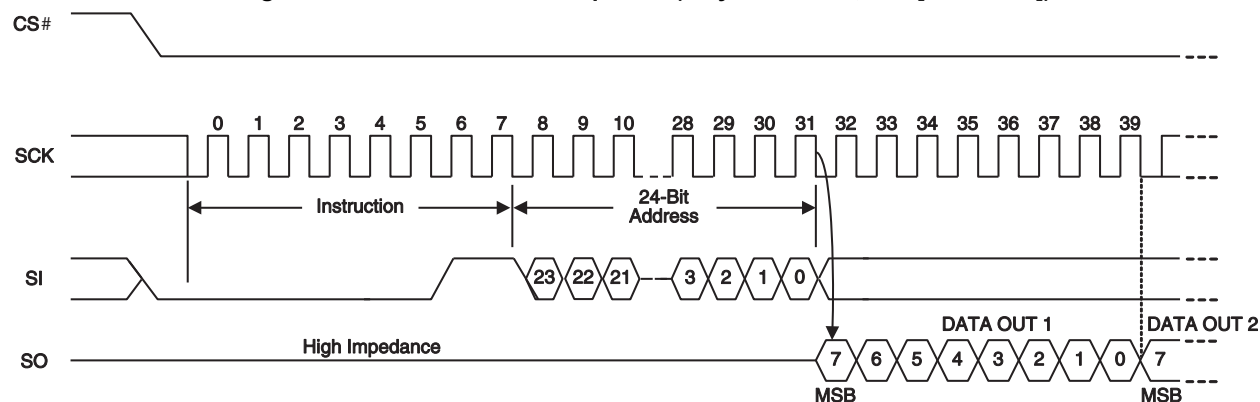 CS#
0 1 2 3 4 5 6 7 8 9 10 28 29 30 31 32 33 34 35 36 37 38 39
SCK
Instruction
24-Bit
Address
SI
23 22 21 3 2 1 0
DATA OUT 1
DATA OUT 2
High Impedance
SO
7 6 5 4 3 2 1 0 7
MSB
MSB